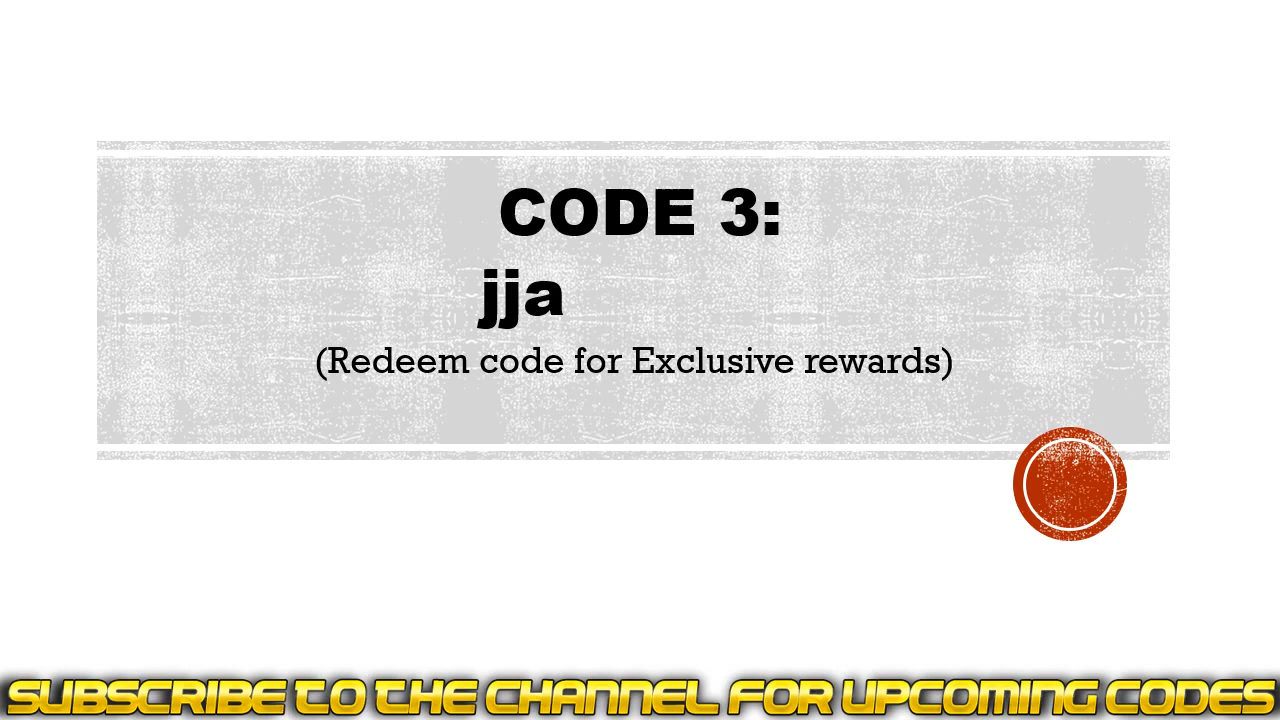 CODE 3:
jja
(Redeem code for Exclusive rewards)
SUBSCRIBE TO THE CHANNEL FOR UPCOMING CODES